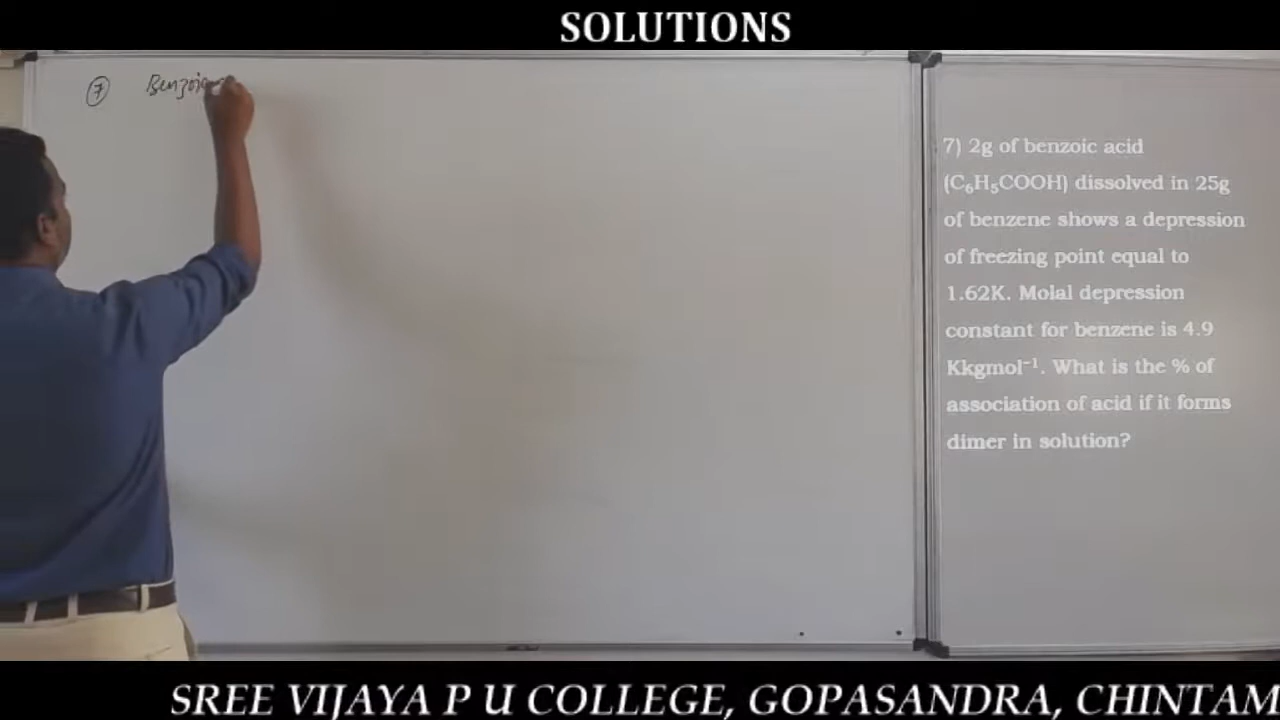 SOLUTIONS
7 Benzoic
7) 2g of benzoic acid
(C₆H₅COOH) dissolved in 25g
of benzene shows a depression
of freezing point equal to
1.62K. Molal depression
constant for benzene is 4.9
Kkgmol⁻¹. What is the % of
association of acid if it forms
dimer in solution?
SREE VIJAYA P U COLLEGE, GOPASANDRA, CHINTAM